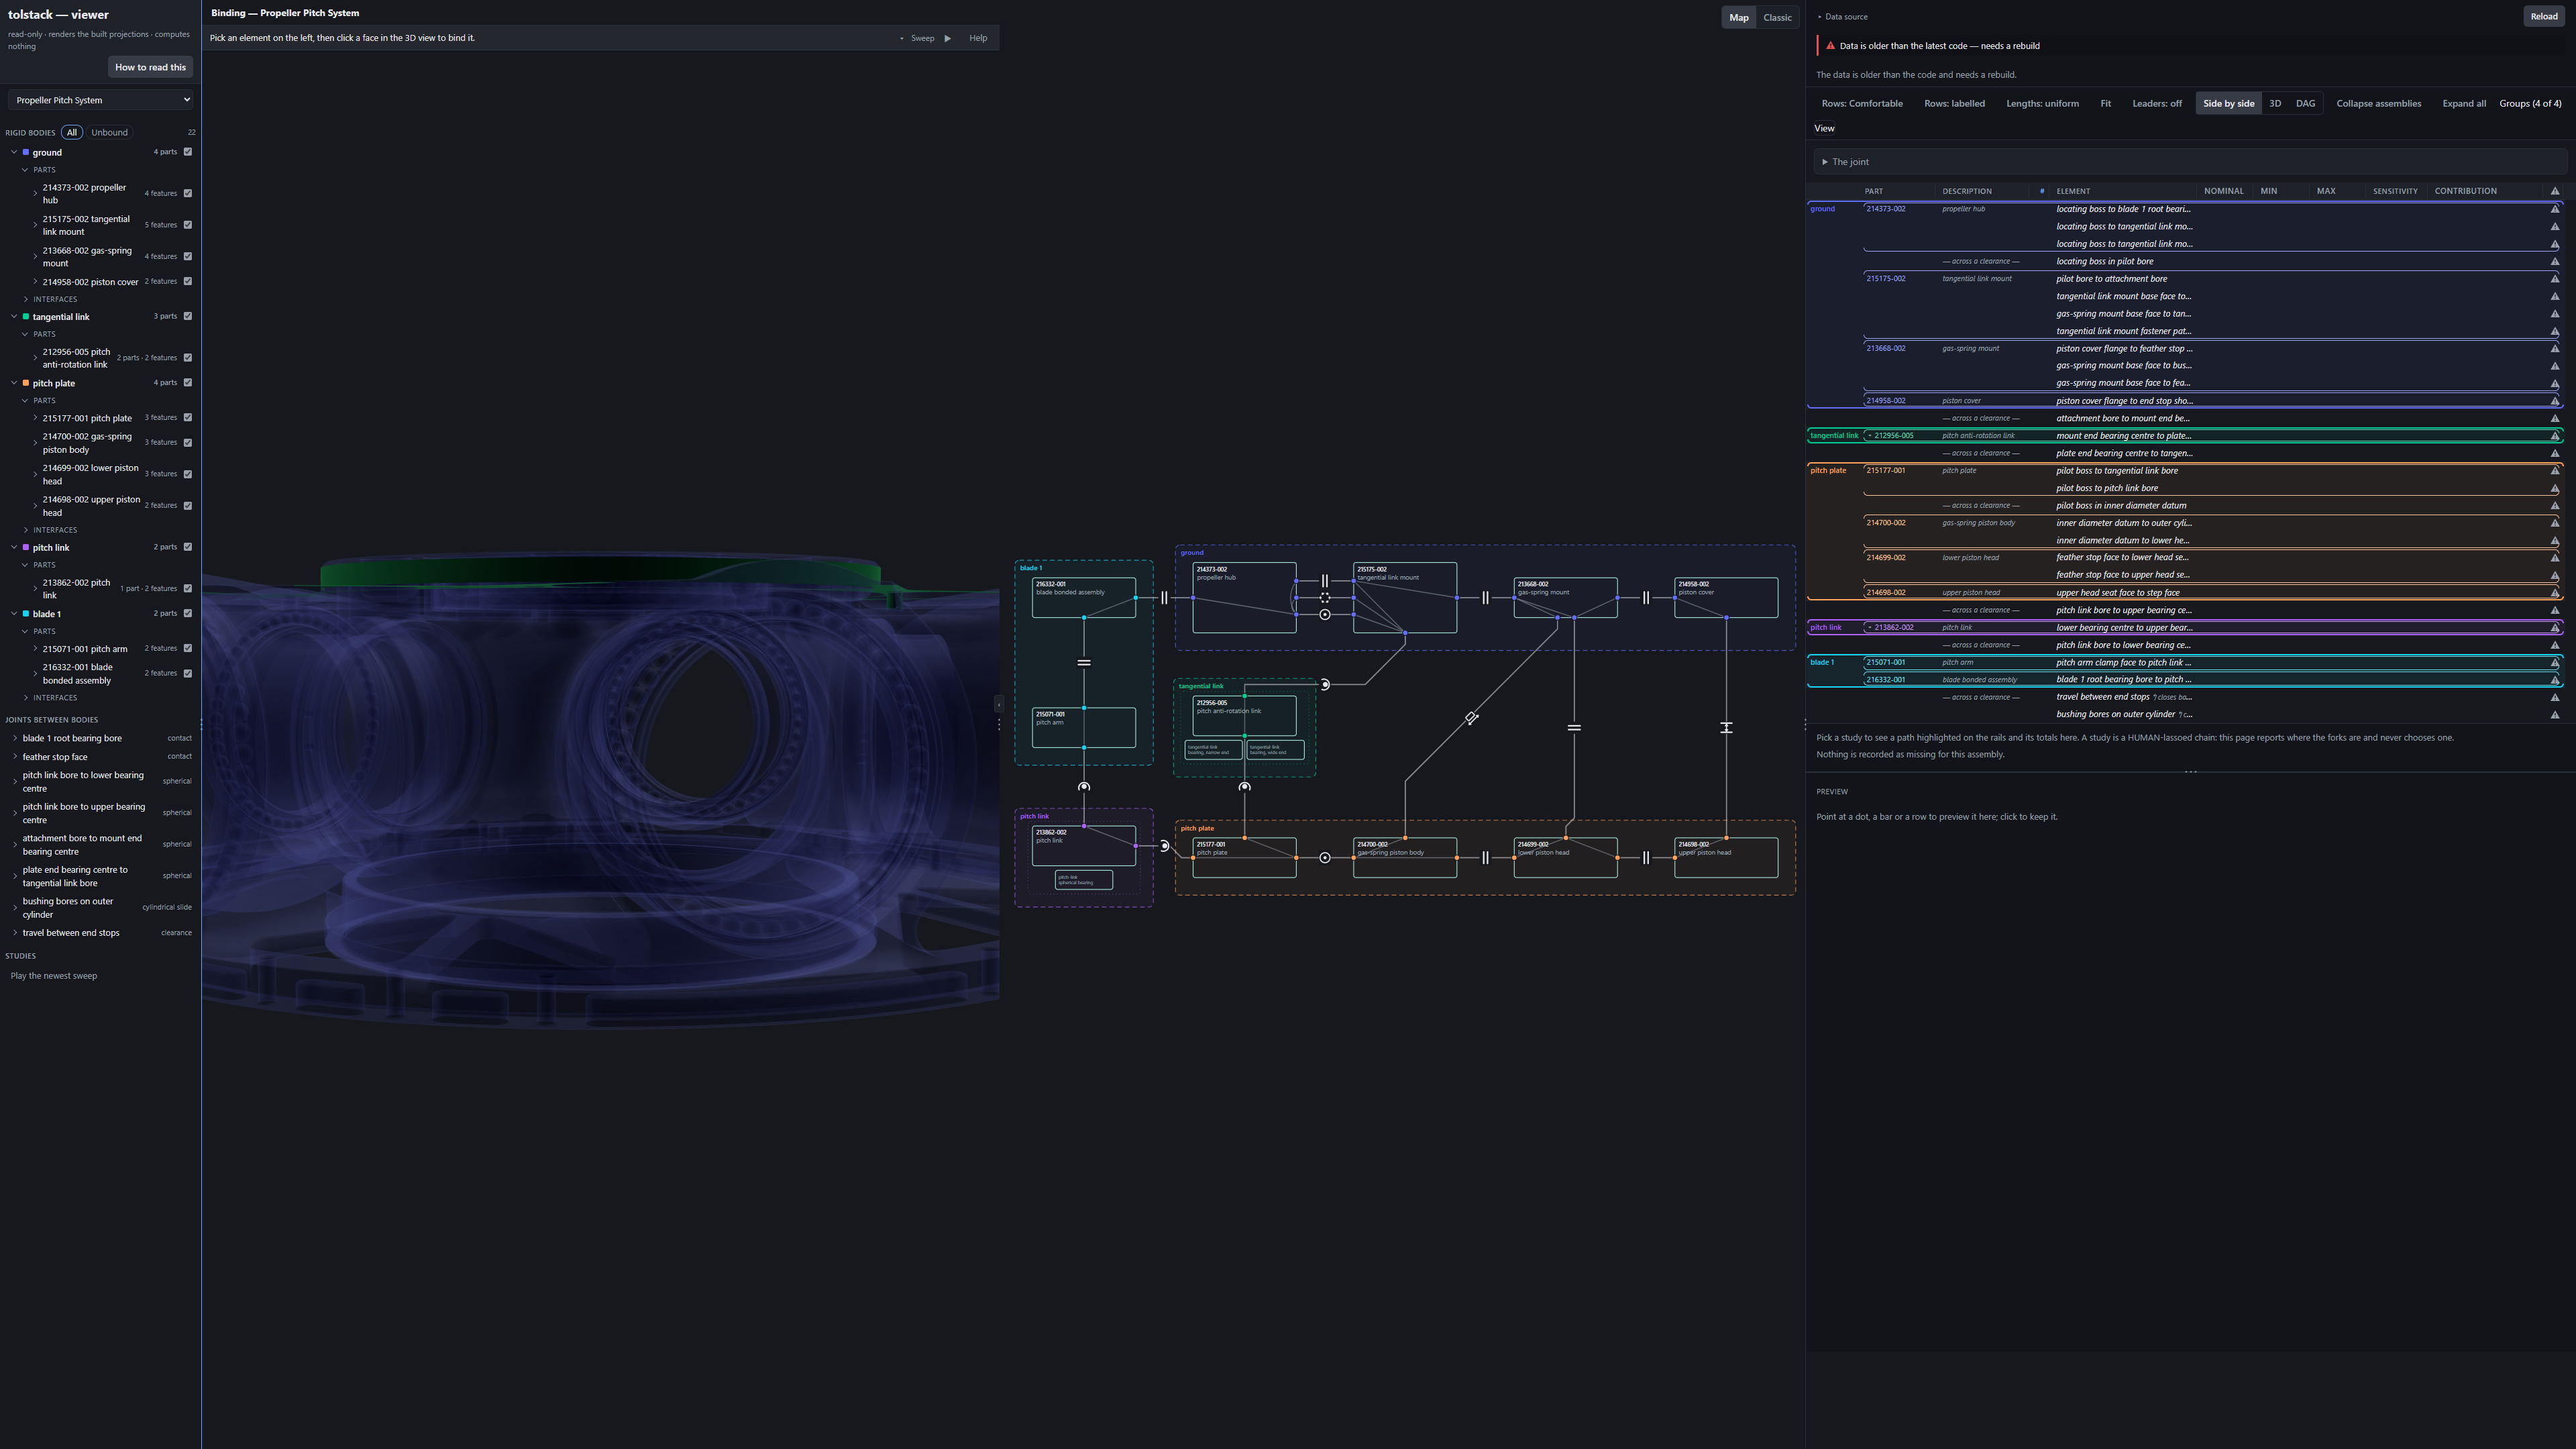 tolstack — viewer
read-only · renders the built projections · computes
nothing
How to read this
Propeller Pitch System
RIGID BODIES All Unbound 22
ground 4 parts
PARTS
214373-002 propeller
hub
4 features
215175-002 tangential
link mount
5 features
213668-002 gas-spring
mount
4 features
214958-002 piston cover 2 features
INTERFACES
tangential link 3 parts
PARTS
212956-005 pitch
anti-rotation link
2 parts · 2 features
pitch plate 4 parts
PARTS
215177-001 pitch plate 3 features
214700-002 gas-spring
piston body
3 features
214699-002 lower piston
head
3 features
214698-002 upper piston
head
2 features
INTERFACES
pitch link 2 parts
PARTS
213862-002 pitch
link
1 part · 2 features
blade 1 2 parts
PARTS
215071-001 pitch arm 2 features
216332-001 blade
bonded assembly
2 features
INTERFACES
JOINTS BETWEEN BODIES
blade 1 root bearing bore contact
feather stop face contact
pitch link bore to lower bearing
centre
spherical
pitch link bore to upper bearing
centre
spherical
attachment bore to mount end
bearing centre
spherical
plate end bearing centre to
tangential link bore
spherical
bushing bores on outer
cylinder
cylindrical slide
travel between end stops clearance
STUDIES
Play the newest sweep
Binding — Propeller Pitch System
Pick an element on the left, then click a face in the 3D view to bind it.
Sweep Help
Map Classic
blade 1
216332-001
blade bonded assembly
215071-001
pitch arm
ground
214373-002
propeller hub
215175-002
tangential link mount
213668-002
gas-spring mount
214958-002
piston cover
tangential link
212956-005
pitch anti-rotation link
tangential link
bearing, narrow end
tangential link
bearing, wide end
pitch link
213862-002
pitch link
pitch link
spherical bearing
pitch plate
215177-001
pitch plate
214700-002
gas-spring piston body
214699-002
lower piston head
214698-002
upper piston head
Data source
Reload
Data is older than the latest code — needs a rebuild
The data is older than the code and needs a rebuild.
Rows: Comfortable Rows: labelled Lengths: uniform Fit Leaders: off Side by side 3D DAG Collapse assemblies Expand all Groups (4 of 4)
View
The joint
PART DESCRIPTION # ELEMENT NOMINAL MIN MAX SENSITIVITY CONTRIBUTION
ground 214373-002 propeller hub locating boss to blade 1 root beari...
locating boss to tangential link mo...
locating boss to tangential link mo...
— across a clearance — locating boss in pilot bore
215175-002 tangential link mount pilot bore to attachment bore
tangential link mount base face to...
gas-spring mount base face to tan...
tangential link mount fastener pat...
213668-002 gas-spring mount piston cover flange to feather stop ...
gas-spring mount base face to bus...
gas-spring mount base face to fea...
214958-002 piston cover piston cover flange to end stop sho...
— across a clearance — attachment bore to mount end be...
tangential link 212956-005 pitch anti-rotation link mount end bearing centre to plate...
— across a clearance — plate end bearing centre to tangen...
pitch plate 215177-001 pitch plate pilot boss to tangential link bore
pilot boss to pitch link bore
— across a clearance — pilot boss in inner diameter datum
214700-002 gas-spring piston body inner diameter datum to outer cyli...
inner diameter datum to lower he...
214699-002 lower piston head feather stop face to lower head se...
feather stop face to upper head se...
214698-002 upper piston head upper head seat face to step face
— across a clearance — pitch link bore to upper bearing ce...
pitch link 213862-002 pitch link lower bearing centre to upper bear...
— across a clearance — pitch link bore to lower bearing ce...
blade 1 215071-001 pitch arm pitch arm clamp face to pitch link ...
216332-001 blade bonded assembly blade 1 root bearing bore to pitch ...
— across a clearance — travel between end stops closes ba...
bushing bores on outer cylinder
Pick a study to see a path highlighted on the rails and its totals here. A study is a HUMAN-lassoed chain: this page reports where the forks are and never chooses one.
Nothing is recorded as missing for this assembly.
PREVIEW
Point at a dot, a bar or a row to preview it here; click to keep it.